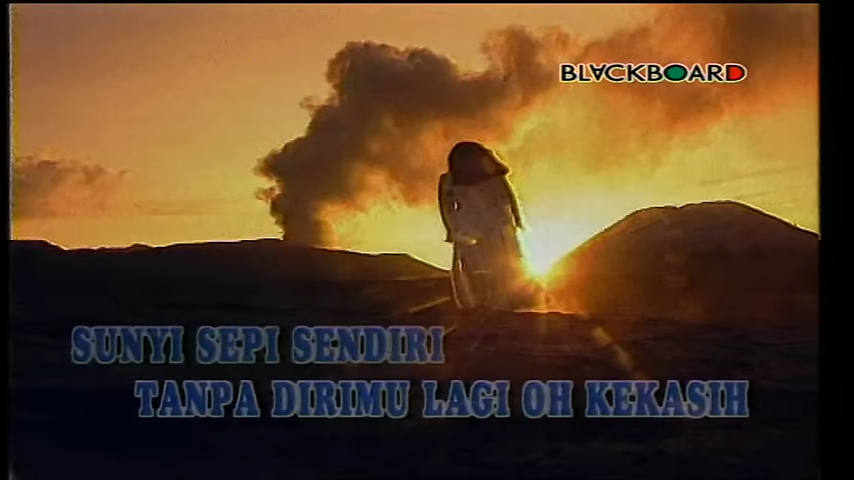 BLACKBOARD
SUNYI SEPI SENDIRI
TANPA DIRIMU LAGI OH KEKASIH